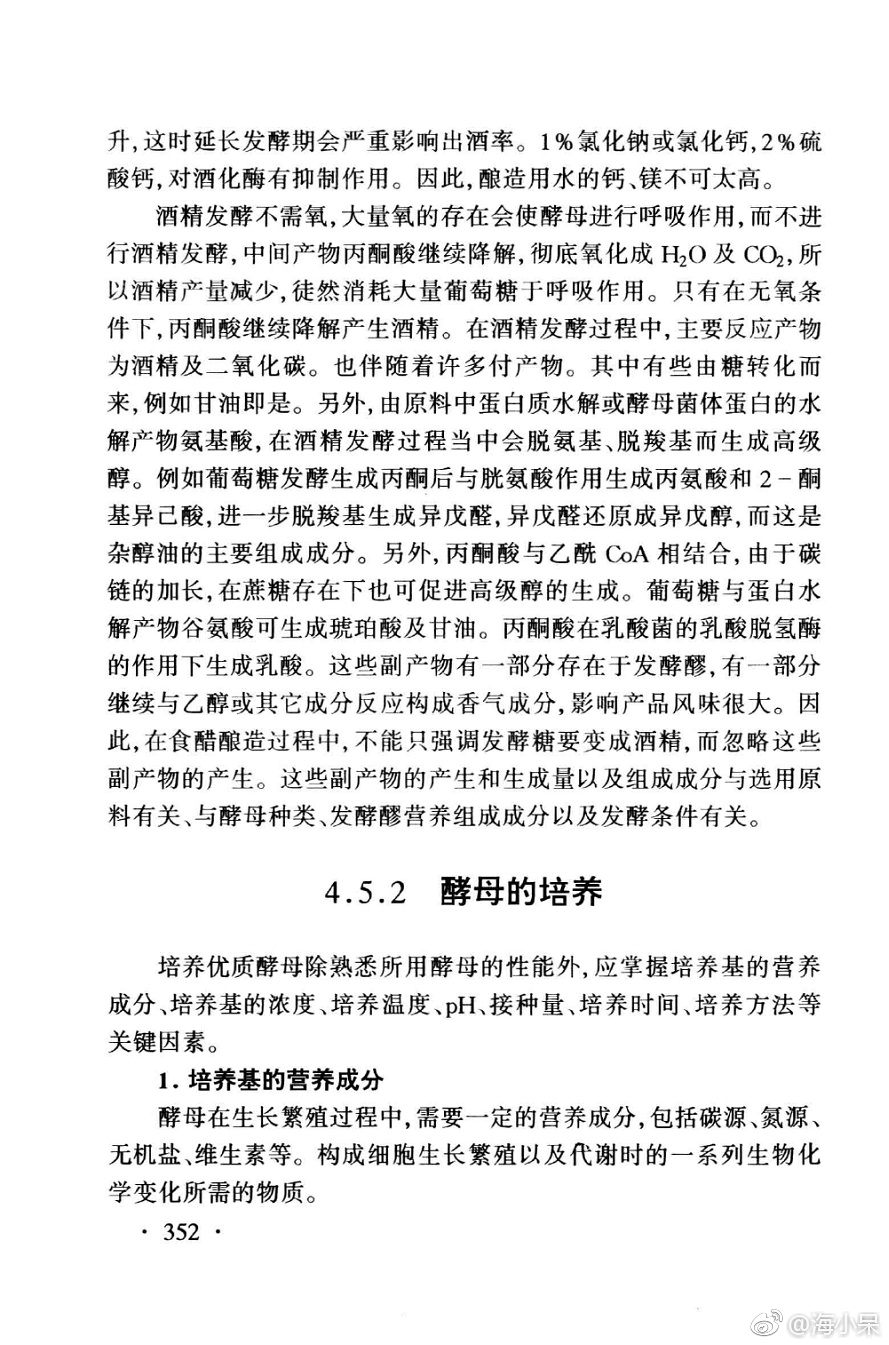 升,这时延长发酵期会严重影响出酒率。1%氯化钠或氯化钙,2%硫
酸钙,对酒化酶有抑制作用。因此,酿造用水的钙、镁不可太高。
酒精发酵不需氧,大量氧的存在会使酵母进行呼吸作用,而不进
行酒精发酵,中间产物丙酮酸继续降解,彻底氧化成 H₂O 及 CO₂,所
以酒精产量减少,徒然消耗大量葡萄糖于呼吸作用。只有在无氧条
件下,丙酮酸继续降解产生酒精。在酒精发酵过程中,主要反应产物
为酒精及二氧化碳。也伴随着许多付产物。其中有些由糖转化而
来,例如甘油即是。另外,由原料中蛋白质水解或酵母菌体蛋白的水
解产物氨基酸,在酒精发酵过程当中会脱氨基、脱羧基而生成高级
醇。例如葡萄糖发酵生成丙酮后与胱氨酸作用生成丙氨酸和 2－酮
基异己酸,进一步脱羧基生成异戊醛,异戊醛还原成异戊醇,而这是
杂醇油的主要组成成分。另外,丙酮酸与乙酰 CoA 相结合,由于碳
链的加长,在蔗糖存在下也可促进高级醇的生成。葡萄糖与蛋白水
解产物谷氨酸可生成琥珀酸及甘油。丙酮酸在乳酸菌的乳酸脱氢酶
的作用下生成乳酸。这些副产物有一部分存在于发酵醪,有一部分
继续与乙醇或其它成分反应构成香气成分,影响产品风味很大。因
此,在食醋酿造过程中,不能只强调发酵糖要变成酒精,而忽略这些
副产物的产生。这些副产物的产生和生成量以及组成成分与选用原
料有关、与酵母种类、发酵醪营养组成成分以及发酵条件有关。
4.5.2 酵母的培养
培养优质酵母除熟悉所用酵母的性能外,应掌握培养基的营养
成分、培养基的浓度、培养温度、pH、接种量、培养时间、培养方法等
关键因素。
1. 培养基的营养成分
酵母在生长繁殖过程中,需要一定的营养成分,包括碳源、氮源、
无机盐、维生素等。构成细胞生长繁殖以及代谢时的一系列生物化
学变化所需的物质。
· 352 ·
@海小呆